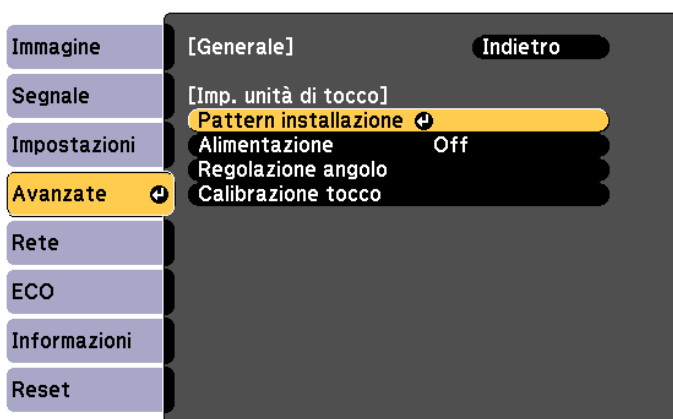 Immagine
Segnale
Impostazioni
Avanzate
Rete
ECO
Informazioni
Reset
[Generale] Indietro
[Imp. unità di tocco]
Pattern installazione
Alimentazione Off
Regolazione angolo
Calibrazione tocco